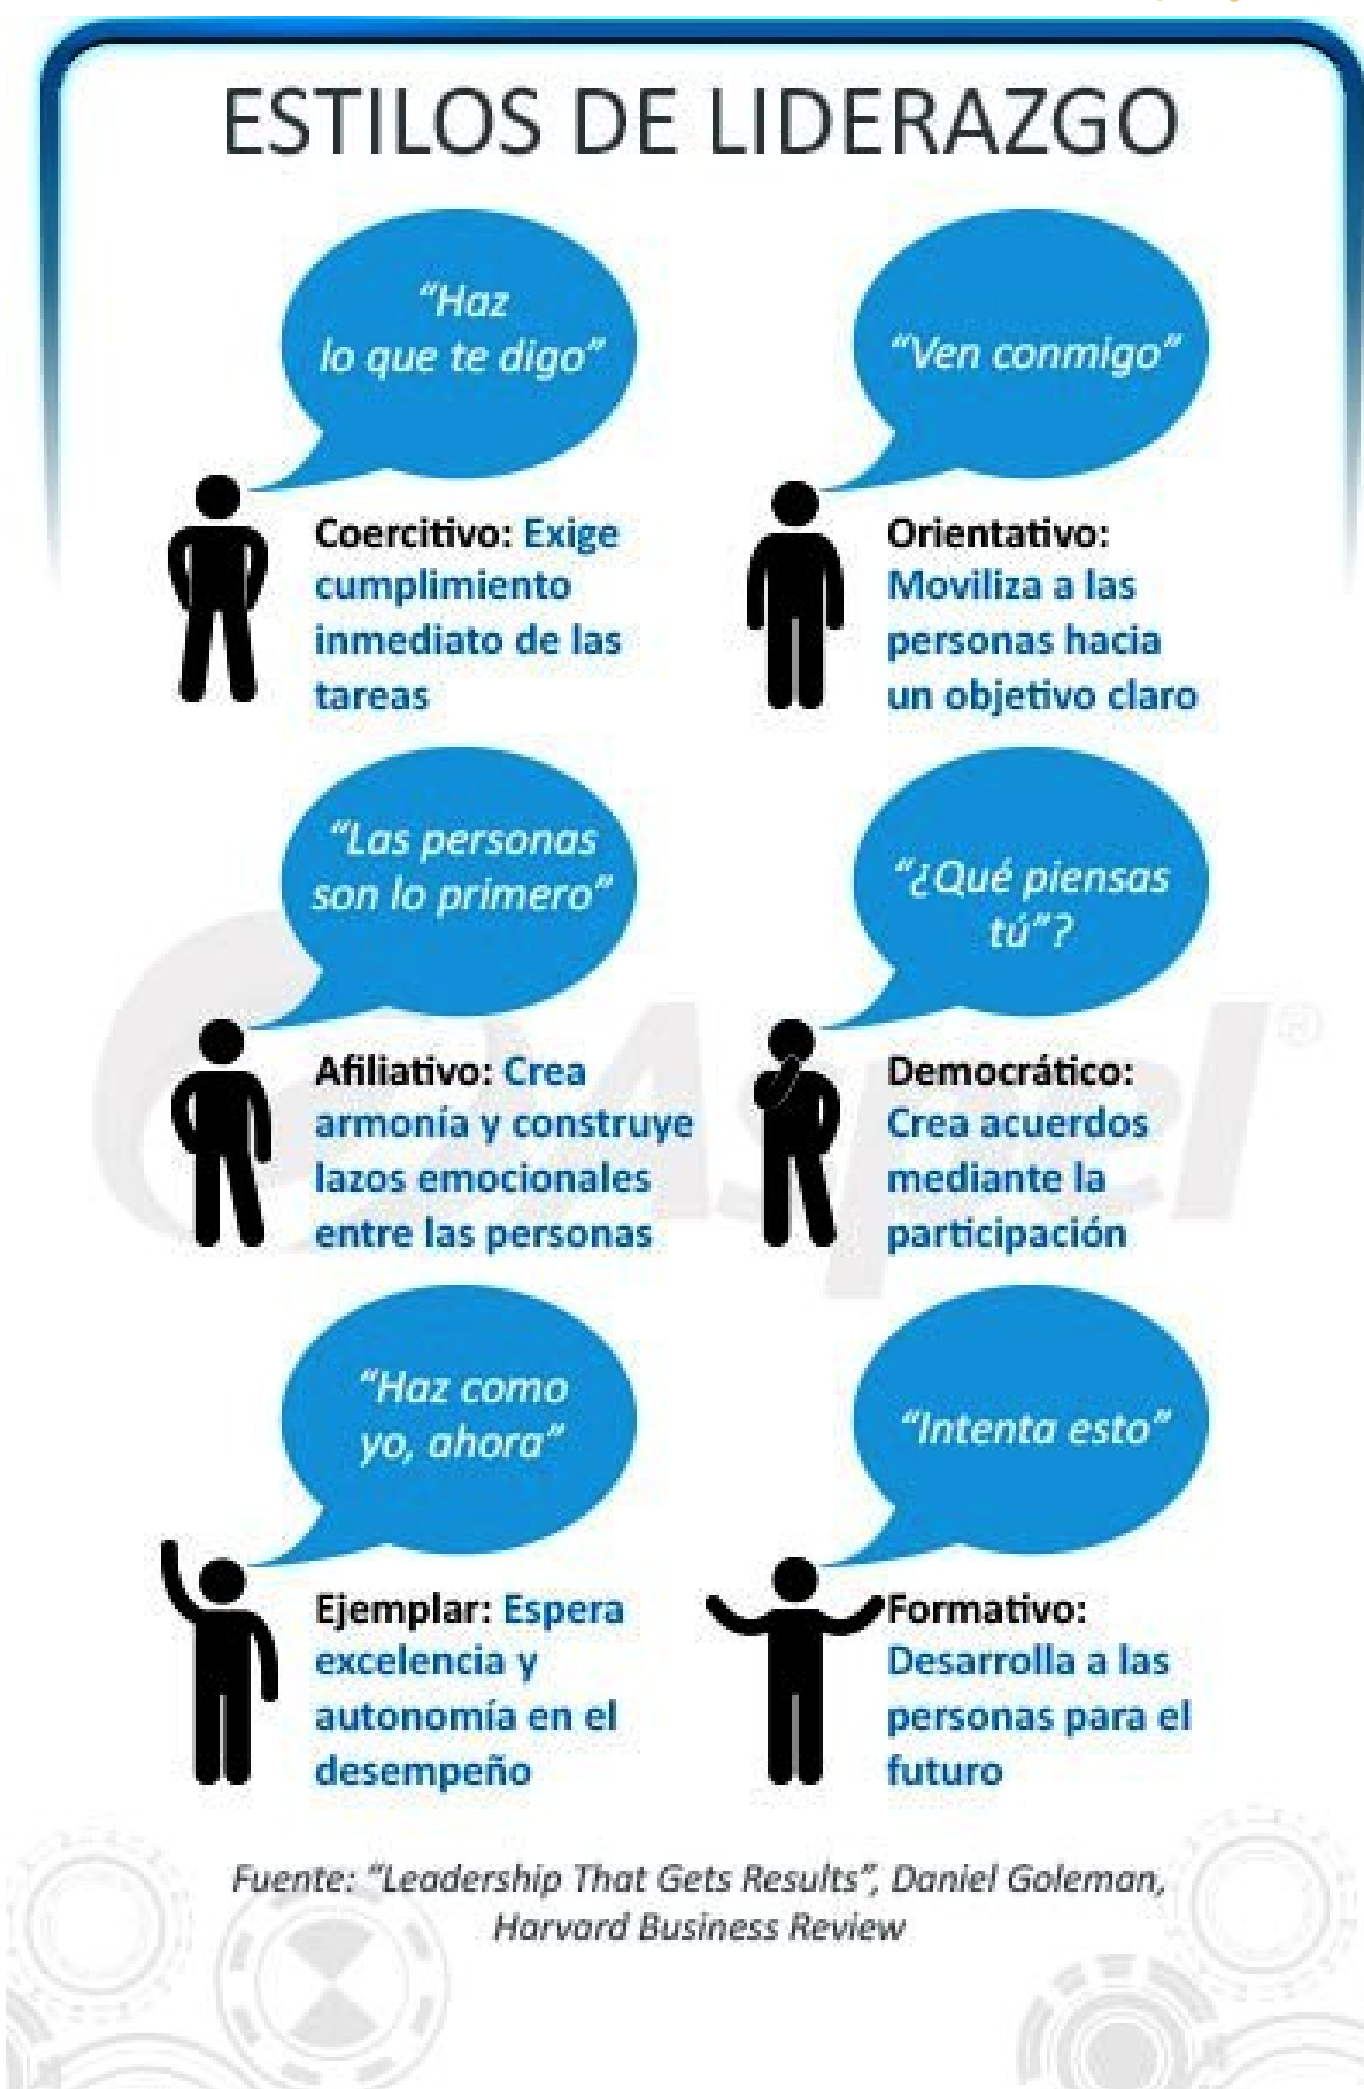 ESTILOS DE LIDERAZGO
“Haz
lo que te digo”
Coercitivo: Exige
cumplimiento
inmediato de las
tareas
“Ven conmigo”
Orientativo:
Moviliza a las
personas hacia
un objetivo claro
“Las personas
son lo primero”
Afiliativo: Crea
armonía y construye
lazos emocionales
entre las personas
“¿Qué piensas
tú”?
Democrático:
Crea acuerdos
mediante la
participación
“Haz como
yo, ahora”
Ejemplar: Espera
excelencia y
autonomía en el
desempeño
“Intenta esto”
Formativo:
Desarrolla a las
personas para el
futuro
Aspel®
Fuente: “Leadership That Gets Results”, Daniel Goleman,
Harvard Business Review